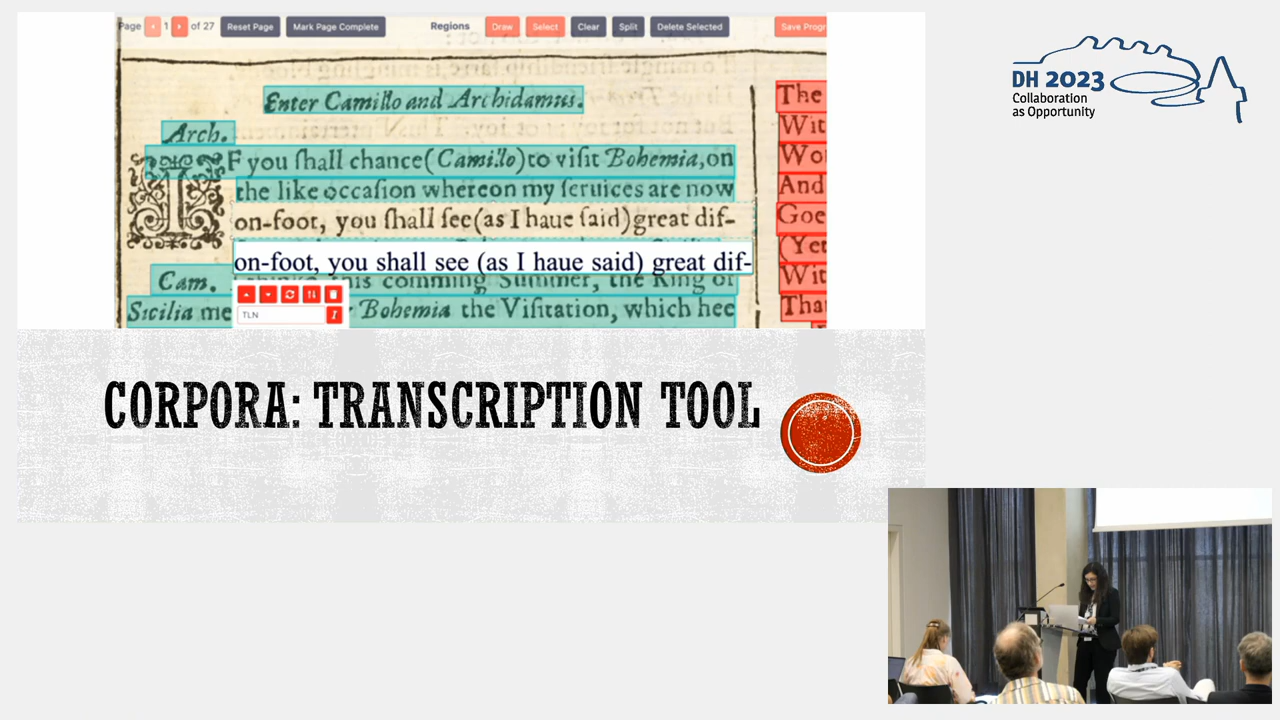 Page 1 of 27 Reset Page Mark Page Complete Regions Draw Select Clear Split Delete Selected Save Progr
Enter Camillo and Archidamus.
Arch.
IF you ſhall chance (Camillo) to viſit Bohemia, on
the like occaſion whereon my ſeruices are now
on-foot, you ſhall ſee (as I haue ſaid) great dif-
on-foot, you shall see (as I haue said) great dif-
Cam. this comming Summer, the King of
TLN I
Sicilia Bohemia the Viſitation, which hee
The
Wit
Wo
And
Goe
(Yet
Wit
Tha
CORPORA: TRANSCRIPTION TOOL
DH 2023
Collaboration
as Opportunity